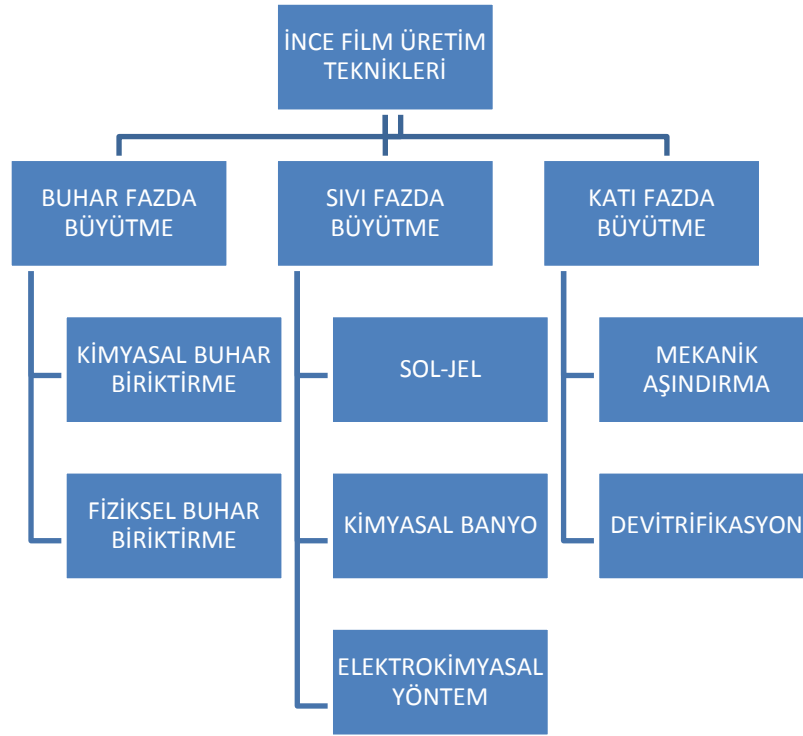 İNCE FİLM ÜRETİM
TEKNİKLERİ
BUHAR FAZDA
BÜYÜTME
SIVI FAZDA
BÜYÜTME
KATI FAZDA
BÜYÜTME
KİMYASAL BUHAR
BİRİKTİRME
SOL-JEL
MEKANİK
AŞINDIRMA
FİZİKSEL BUHAR
BİRİKTİRME
KİMYASAL BANYO
DEVİTRİFİKASYON
ELEKTROKİMYASAL
YÖNTEM